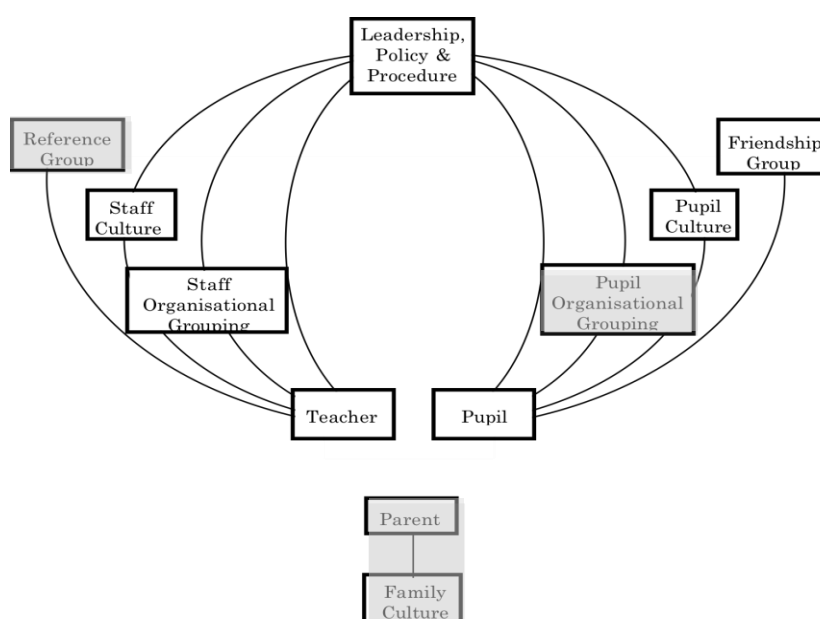 Leadership,
Policy &
Procedure
Reference
Group
Friendship
Group
Staff
Culture
Pupil
Culture
Staff
Organisational
Grouping
Pupil
Organisational
Grouping
Teacher
Pupil
Parent
Family
Culture